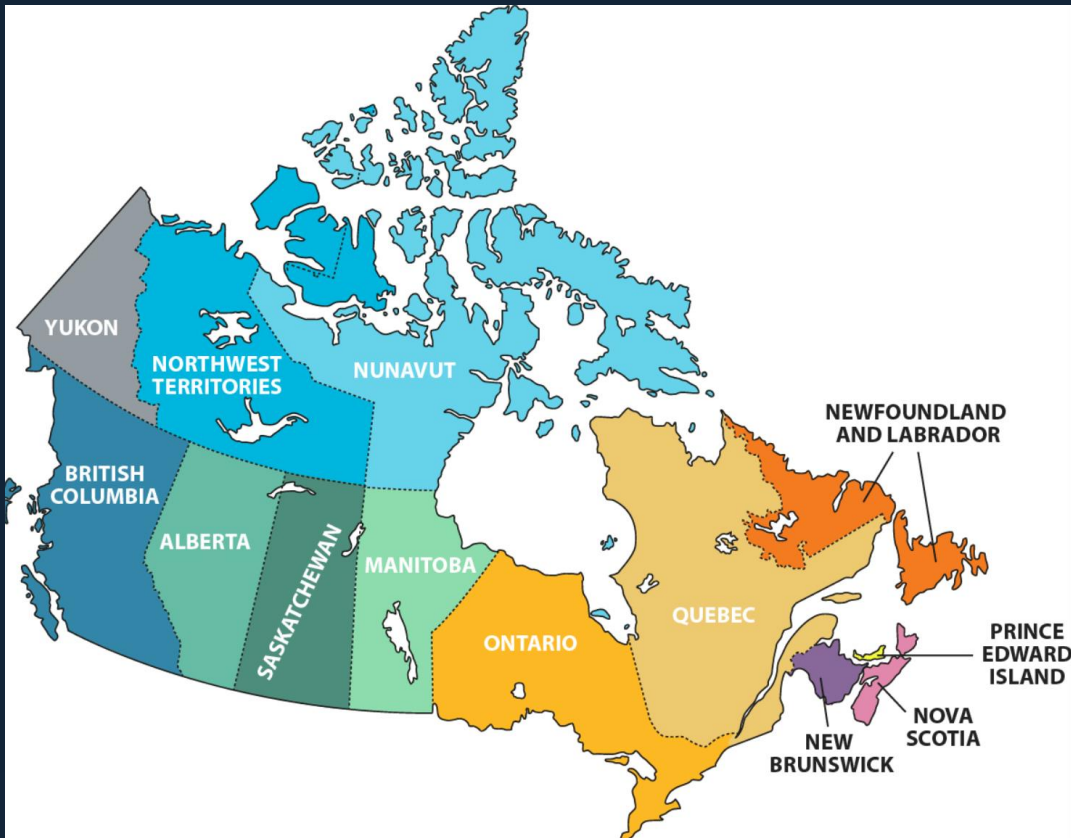 YUKON
NORTHWEST
TERRITORIES
NUNAVUT
NEWFOUNDLAND
AND LABRADOR
BRITISH
COLUMBIA
ALBERTA
SASKATCHEWAN
MANITOBA
ONTARIO
QUEBEC
PRINCE
EDWARD
ISLAND
NOVA
SCOTIA
NEW
BRUNSWICK